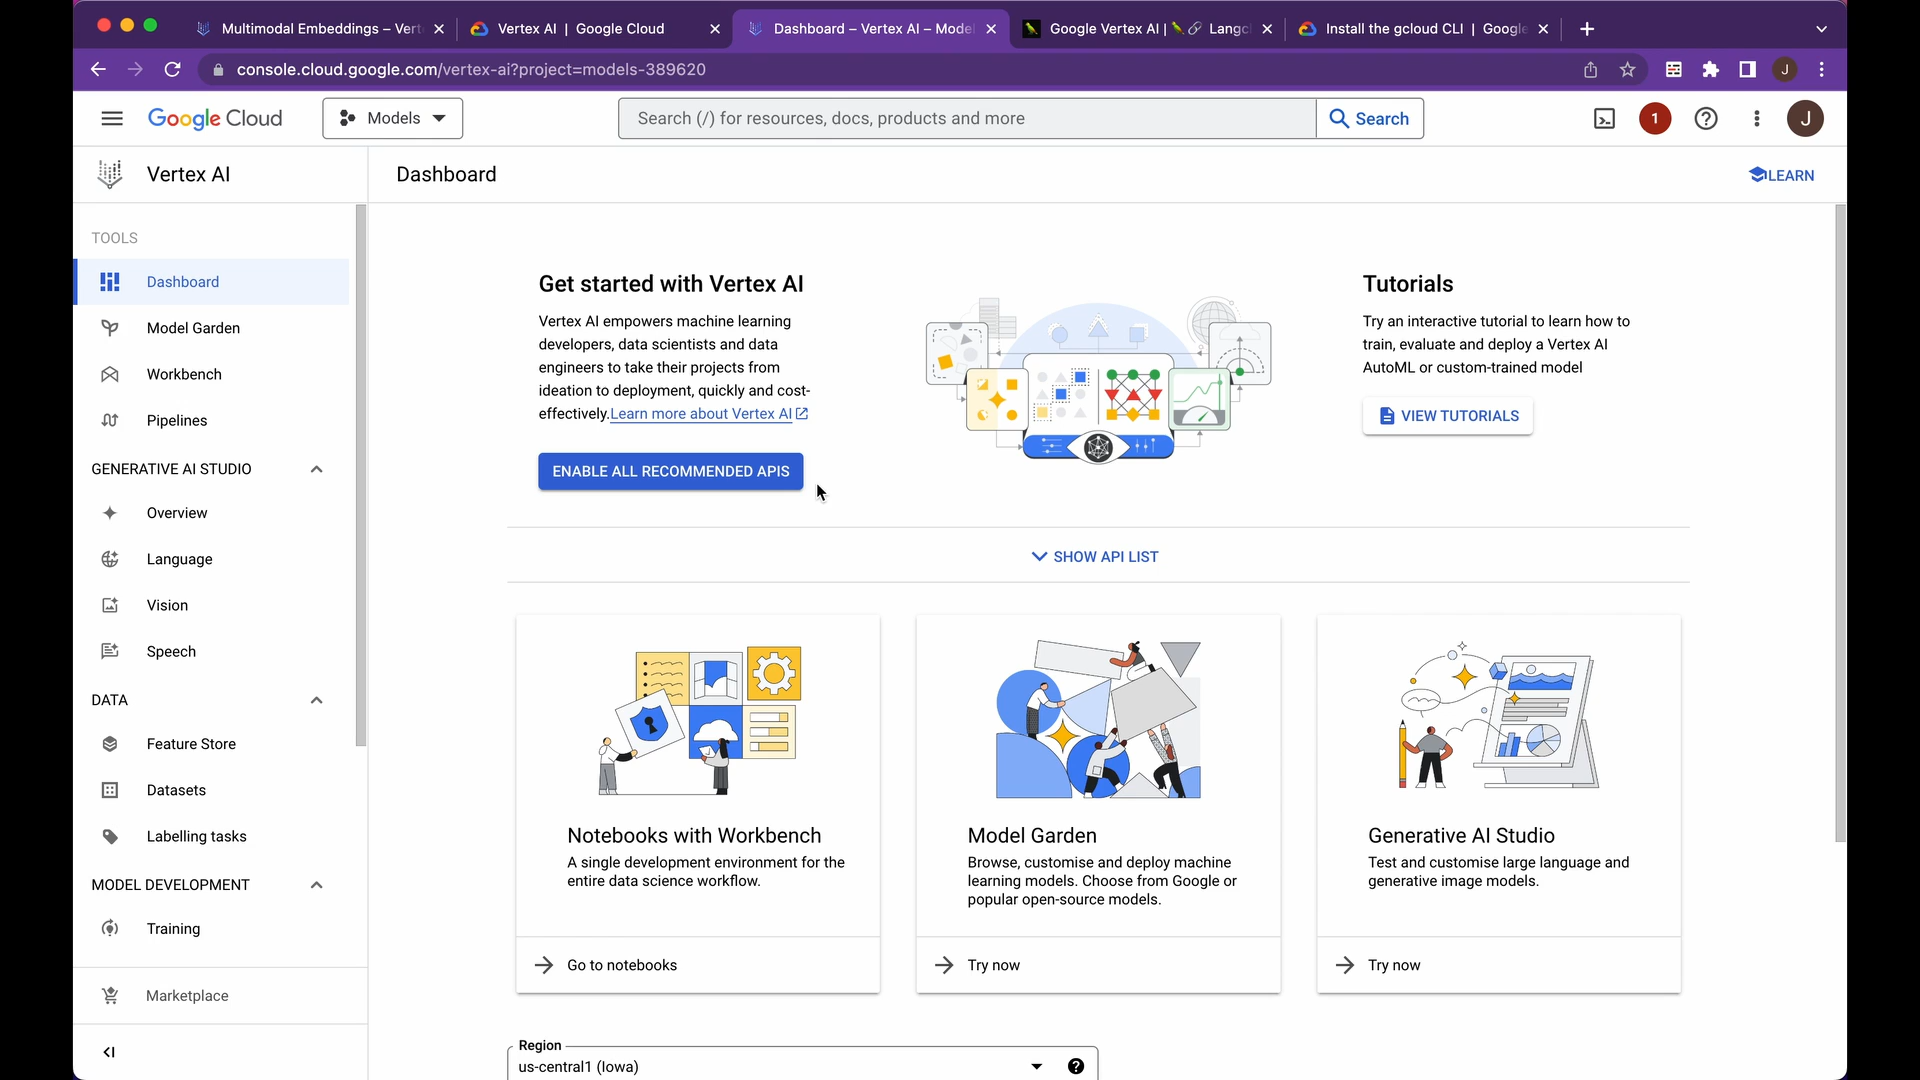 Multimodal Embeddings – Vert
Vertex AI | Google Cloud
Dashboard – Vertex AI – Model
Google Vertex AI | Langc
Install the gcloud CLI | Google
console.cloud.google.com/vertex-ai?project=models-389620
J
Google Cloud
Models
Search (/) for resources, docs, products and more
Search
1
J
Vertex AI
Dashboard
LEARN
TOOLS
Dashboard
Model Garden
Workbench
Pipelines
GENERATIVE AI STUDIO
Overview
Language
Vision
Speech
DATA
Feature Store
Datasets
Labelling tasks
MODEL DEVELOPMENT
Training
Marketplace
Get started with Vertex AI
Vertex AI empowers machine learning
developers, data scientists and data
engineers to take their projects from
ideation to deployment, quickly and cost-
effectively.Learn more about Vertex AI
ENABLE ALL RECOMMENDED APIS
Tutorials
Try an interactive tutorial to learn how to
train, evaluate and deploy a Vertex AI
AutoML or custom-trained model
VIEW TUTORIALS
SHOW API LIST
Notebooks with Workbench
A single development environment for the
entire data science workflow.
Go to notebooks
Model Garden
Browse, customise and deploy machine
learning models. Choose from Google or
popular open-source models.
Try now
Generative AI Studio
Test and customise large language and
generative image models.
Try now
Region
us-central1 (Iowa)